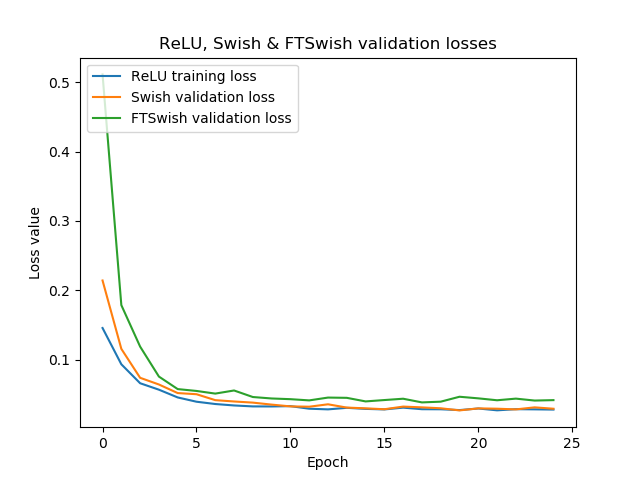 ReLU, Swish & FTSwish validation losses
ReLU training loss
Swish validation loss
FTSwish validation loss
Loss value
0.5
0.4
0.3
0.2
0.1
0 5 10 15 20 25
Epoch